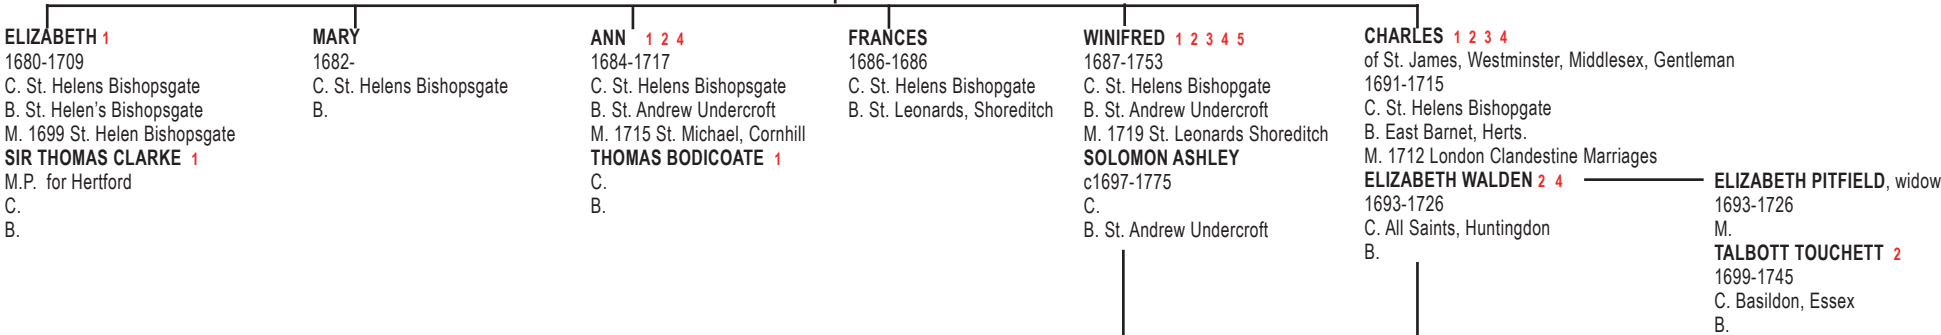 ELIZABETH 1
1680-1709
C. St. Helens Bishopsgate
B. St. Helen's Bishopsgate
M. 1699 St. Helen Bishopsgate
SIR THOMAS CLARKE 1
M.P. for Hertford
C.
B.
MARY
1682-
C. St. Helens Bishopsgate
B.
ANN 1 2 4
1684-1717
C. St. Helens Bishopsgate
B. St. Andrew Undercroft
M. 1715 St. Michael, Cornhill
THOMAS BODICOATE 1
C.
B.
FRANCES
1686-1686
C. St. Helens Bishopgate
B. St. Leonards, Shoreditch
WINIFRED 1 2 3 4 5
1687-1753
C. St. Helens Bishopgate
B. St. Andrew Undercroft
M. 1719 St. Leonards Shoreditch
SOLOMON ASHLEY
c1697-1775
C.
B. St. Andrew Undercroft
CHARLES 1 2 3 4
of St. James, Westminster, Middlesex, Gentleman
1691-1715
C. St. Helens Bishopgate
B. East Barnet, Herts.
M. 1712 London Clandestine Marriages
ELIZABETH WALDEN 2 4
1693-1726
C. All Saints, Huntingdon
B.
ELIZABETH PITFIELD, widow
1693-1726
M.
TALBOTT TOUCHETT 2
1699-1745
C. Basildon, Essex
B.